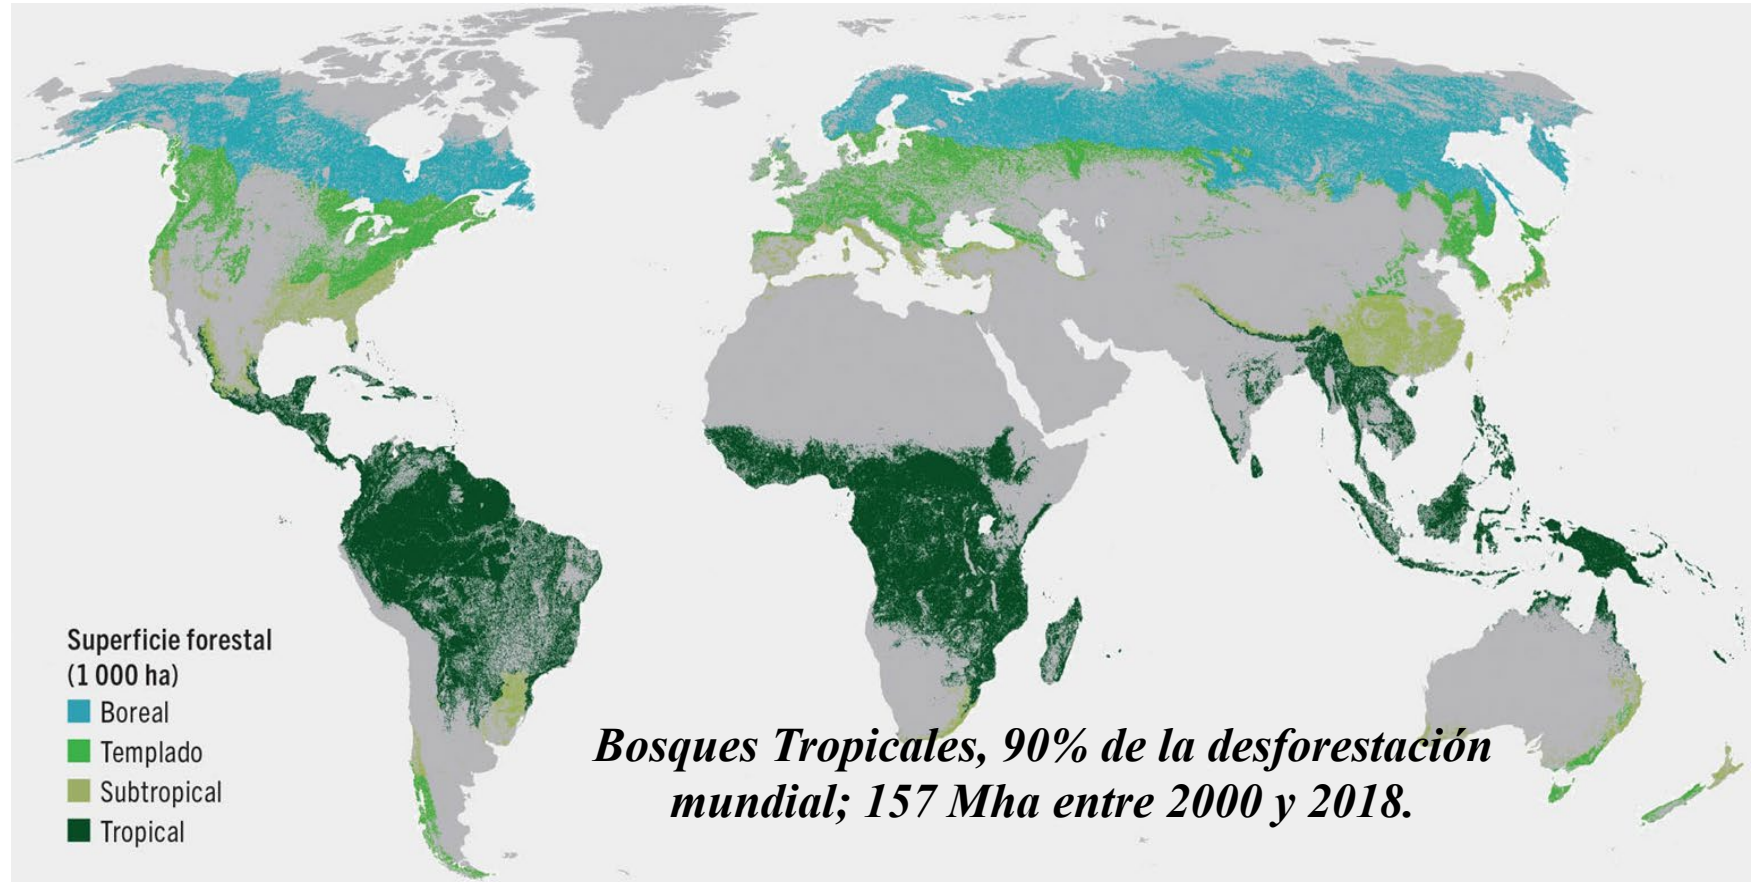 Superficie forestal
(1 000 ha)
Boreal
Templado
Subtropical
Tropical
Bosques Tropicales, 90% de la desforestación
mundial; 157 Mha entre 2000 y 2018.